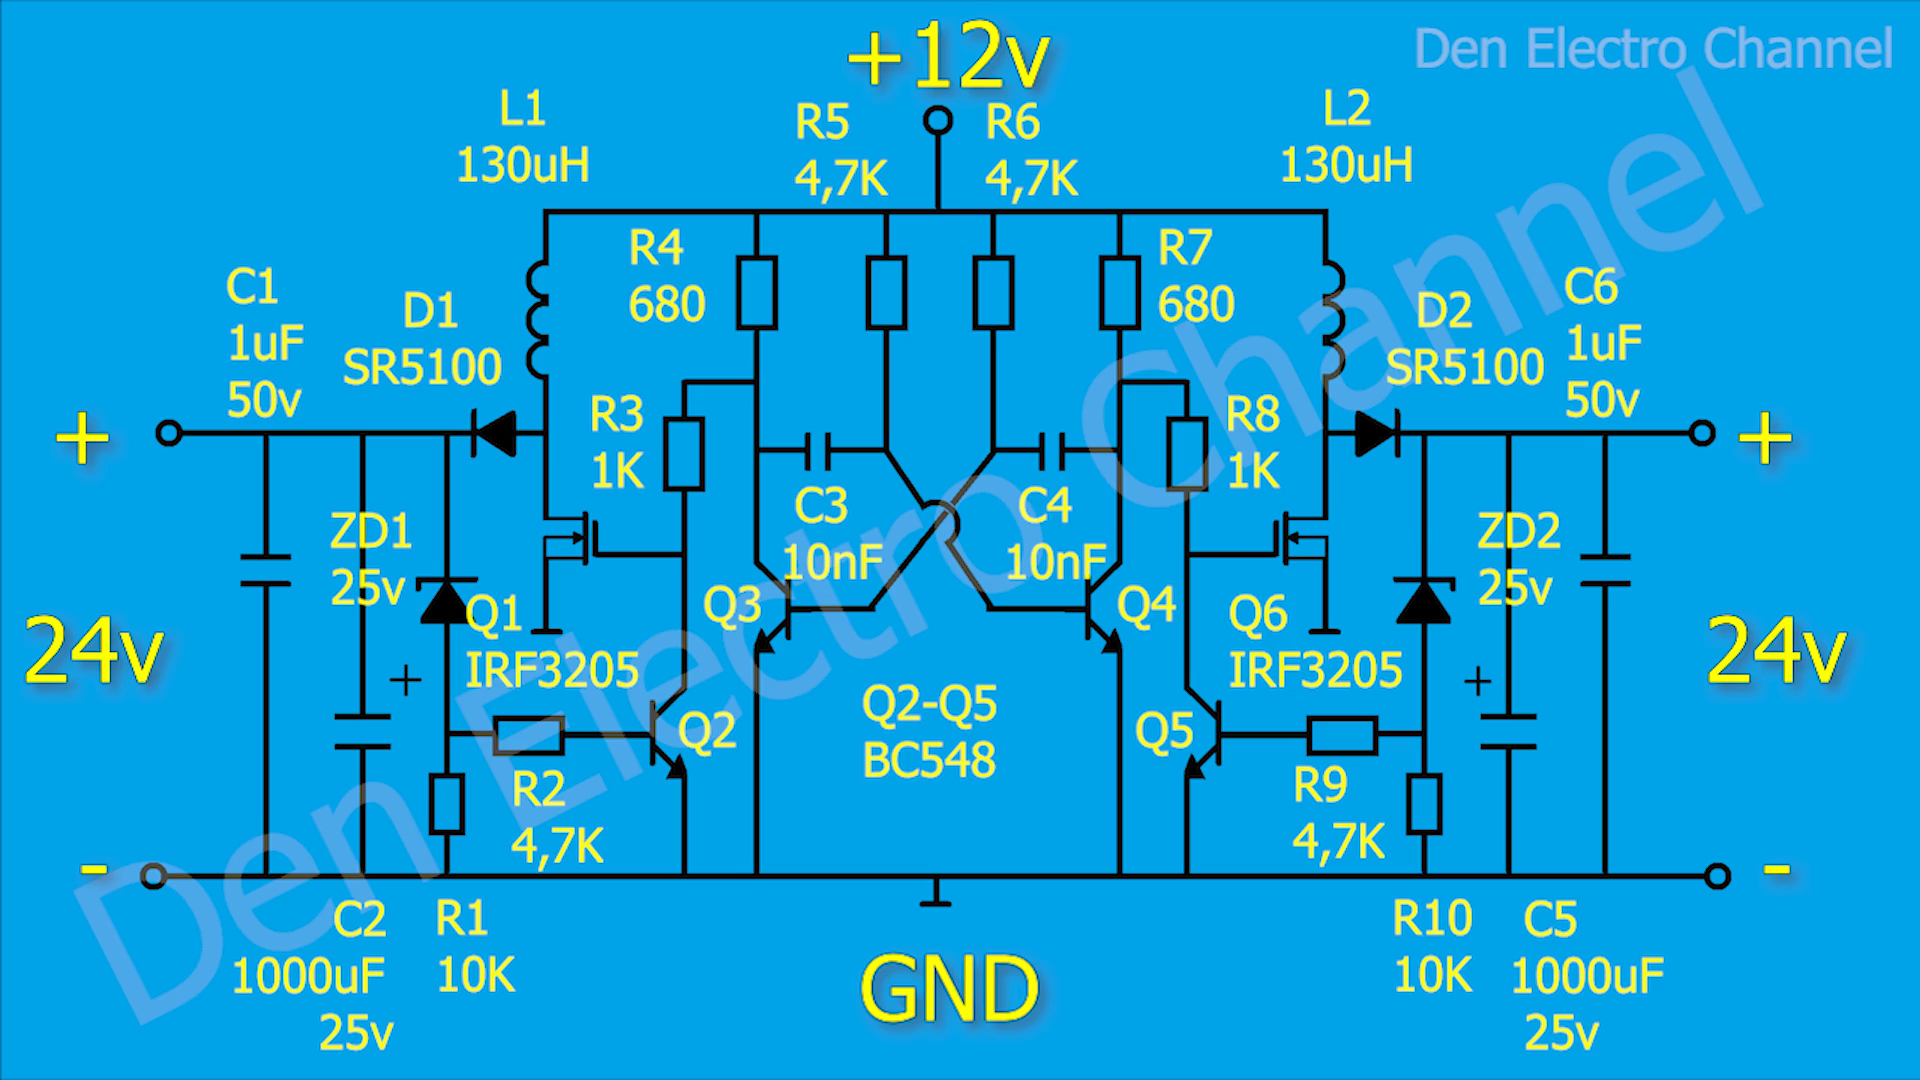 Den Electro Channel
+12v
L1
130uH
R5
4,7K
R6
4,7K
L2
130uH
R4
680
R7
680
C1
1uF
50v
D1
SR5100
D2
SR5100
C6
1uF
50v
R3
1K
R8
1K
+
+
C3
10nF
C4
10nF
ZD1
25v
ZD2
25v
Q1
IRF3205
Q3
Q4
Q6
IRF3205
24v
24v
+
+
Q2
Q2-Q5
BC548
Q5
R2
4,7K
R9
4,7K
-
-
C2
1000uF
25v
R1
10K
GND
R10
10K
C5
1000uF
25v
Den Electro Channel